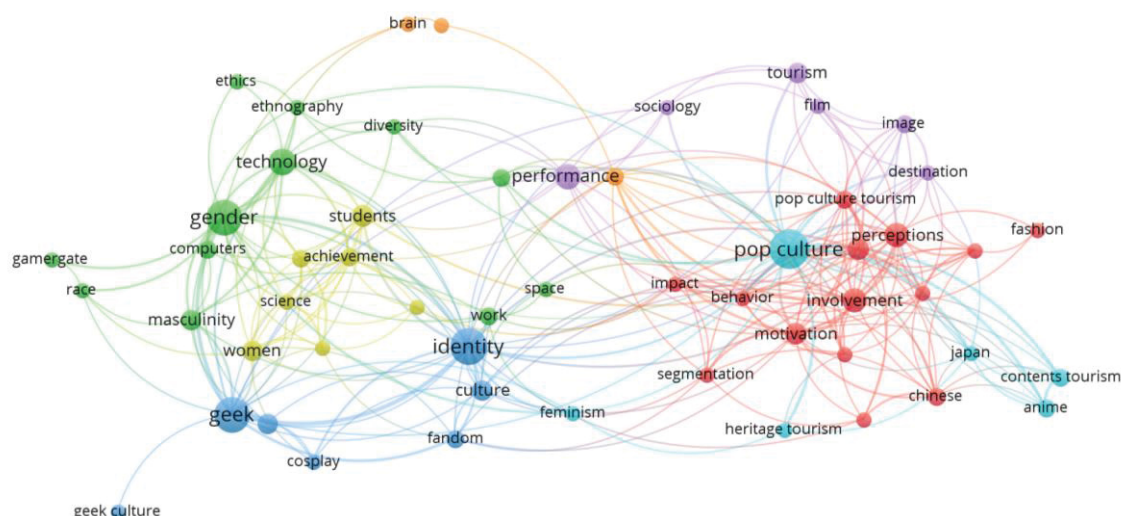 brain
ethics
ethnography
diversity
technology
gender
students
computers
achievement
gamergate
race
science
masculinity
women
work
space
identity
culture
geek
fandom
feminism
cosplay
geek culture
tourism
sociology
film
image
performance
destination
pop culture tourism
fashion
pop culture
perceptions
impact
behavior
involvement
motivation
segmentation
japan
contents tourism
chinese
anime
heritage tourism